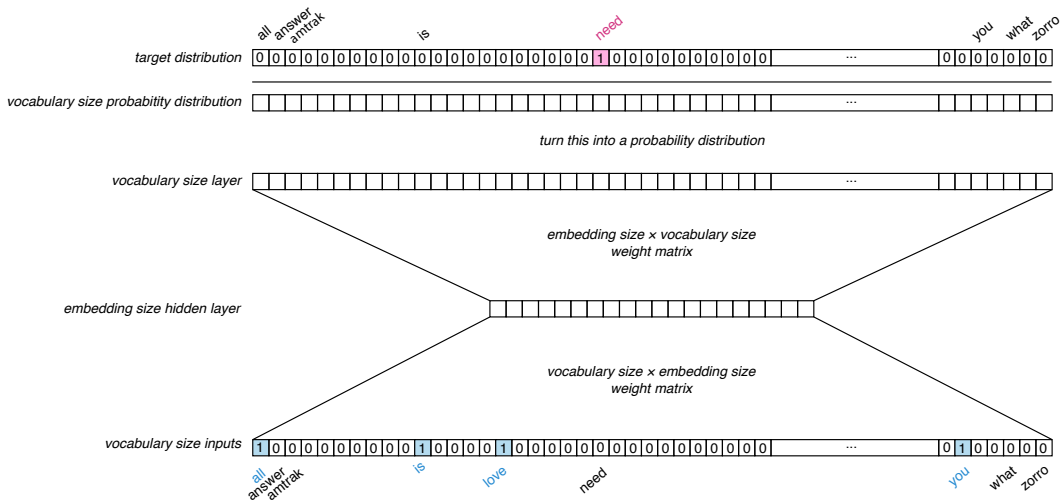 all answer amtrak is need you what zorro
target distribution 0 0 0 0 0 0 0 0 0 0 0 0 0 0 0 0 0 0 0 0 0 1 0 0 0 0 0 0 0 0 0 0 ... 0 0 0 0 0 0 0
vocabulary size probabitity distribution ...
turn this into a probability distribution
vocabulary size layer ...
embedding size × vocabulary size
weight matrix
embedding size hidden layer
vocabulary size × embedding size
weight matrix
vocabulary size inputs 1 0 0 0 0 0 0 0 0 0 1 0 0 0 0 1 0 0 0 0 0 0 0 0 0 0 0 0 0 0 0 0 ... 0 1 0 0 0 0 0
all answer amtrak is love need you what zorro